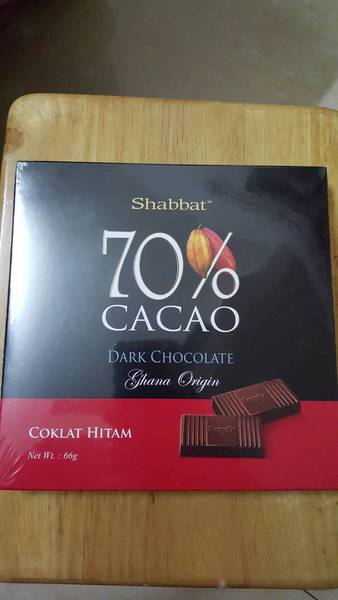 Shabbat™
70%
CACAO
DARK CHOCOLATE
Ghana Origin
COKLAT HITAM
Net Wt. : 66g